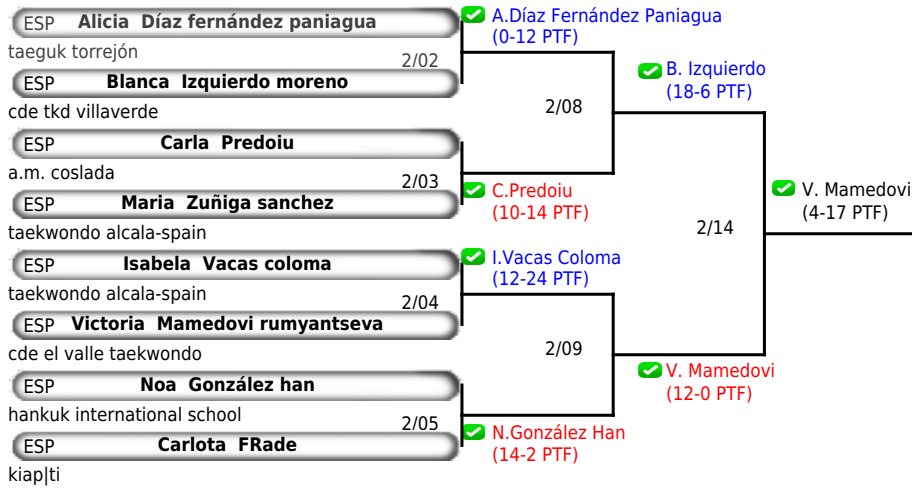 ESP Alicia Díaz fernández paniagua
taeguk torrejón
2/02
ESP Blanca Izquierdo moreno
cde tkd villaverde
ESP Carla Predoiu
a.m. coslada
2/03
ESP Maria Zuñiga sanchez
taekwondo alcala-spain
ESP Isabela Vacas coloma
taekwondo alcala-spain
2/04
ESP Victoria Mamedovi rumyantseva
cde el valle taekwondo
ESP Noa González han
hankuk international school
2/05
ESP Carlota FRade
kiap|ti
A.Díaz Fernández Paniagua
(0-12 PTF)
2/08
C.Predoiu
(10-14 PTF)
I.Vacas Coloma
(12-24 PTF)
2/09
N.González Han
(14-2 PTF)
B. Izquierdo
(18-6 PTF)
2/14
V. Mamedovi
(12-0 PTF)
V. Mamedovi
(4-17 PTF)